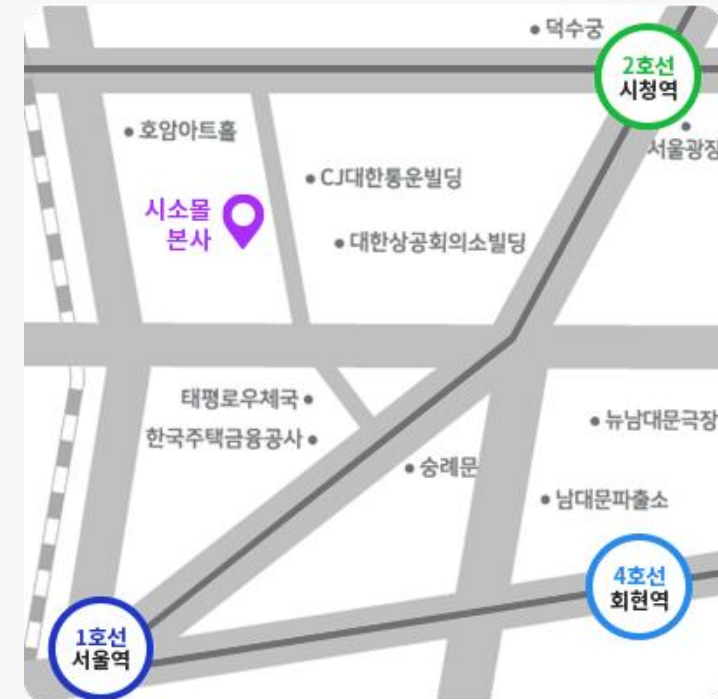 덕수궁
2호선
시청역
호암아트홀
서울광장
CJ대한통운빌딩
시소몰
본사
대한상공회의소빌딩
태평로우체국
한국주택금융공사
뉴남대문극장
숭례문
남대문파출소
4호선
회현역
1호선
서울역